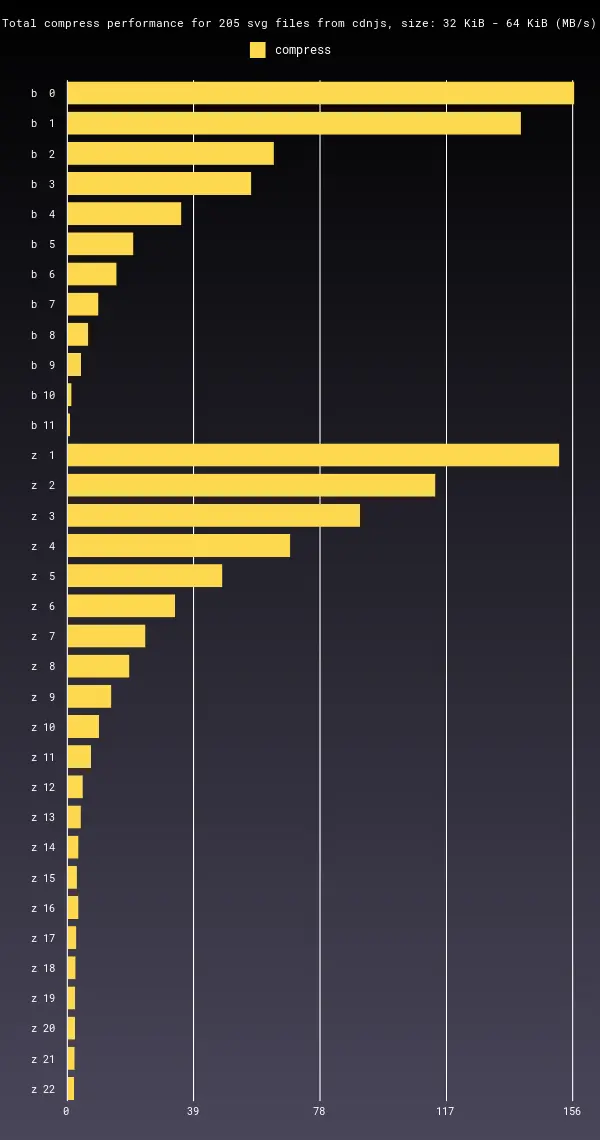 Total compress performance for 205 svg files from cdnjs, size: 32 KiB - 64 KiB (MB/s)
compress
b 0
b 1
b 2
b 3
b 4
b 5
b 6
b 7
b 8
b 9
b 10
b 11
z 1
z 2
z 3
z 4
z 5
z 6
z 7
z 8
z 9
z 10
z 11
z 12
z 13
z 14
z 15
z 16
z 17
z 18
z 19
z 20
z 21
z 22
0 39 78 117 156